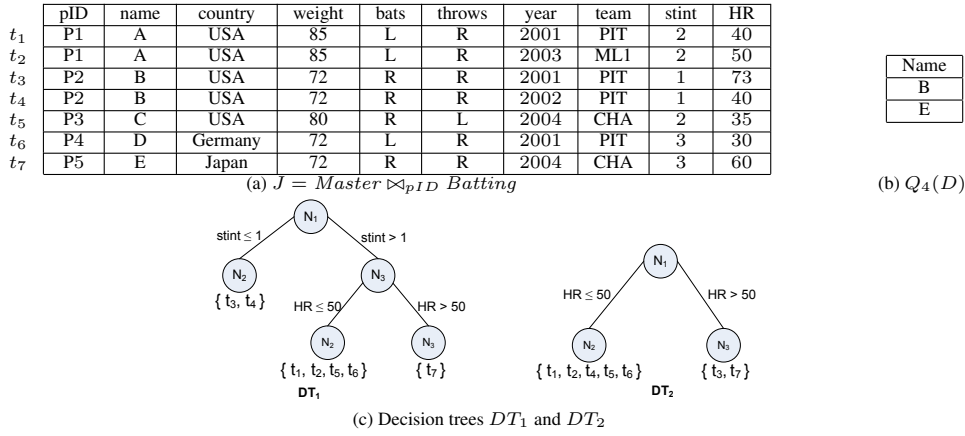 pID name country weight bats throws year team stint HR
t1 P1 A USA 85 L R 2001 PIT 2 40
t2 P1 A USA 85 L R 2003 ML1 2 50
t3 P2 B USA 72 R R 2001 PIT 1 73
t4 P2 B USA 72 R R 2002 PIT 1 40
t5 P3 C USA 80 R L 2004 CHA 2 35
t6 P4 D Germany 72 L R 2001 PIT 3 30
t7 P5 E Japan 72 R R 2004 CHA 3 60
(a) J = Master ⋈pID Batting
Name
B
E
(b) Q4(D)
N1
stint ≤ 1 stint > 1
N2 N3
{ t3, t4}
HR ≤ 50 HR > 50
N2 N3
{ t1, t2, t5, t6} { t7}
DT1
N1
HR ≤ 50 HR > 50
N2 N3
{ t1, t2, t4, t5, t6} { t3, t7}
DT2
(c) Decision trees DT1 and DT2